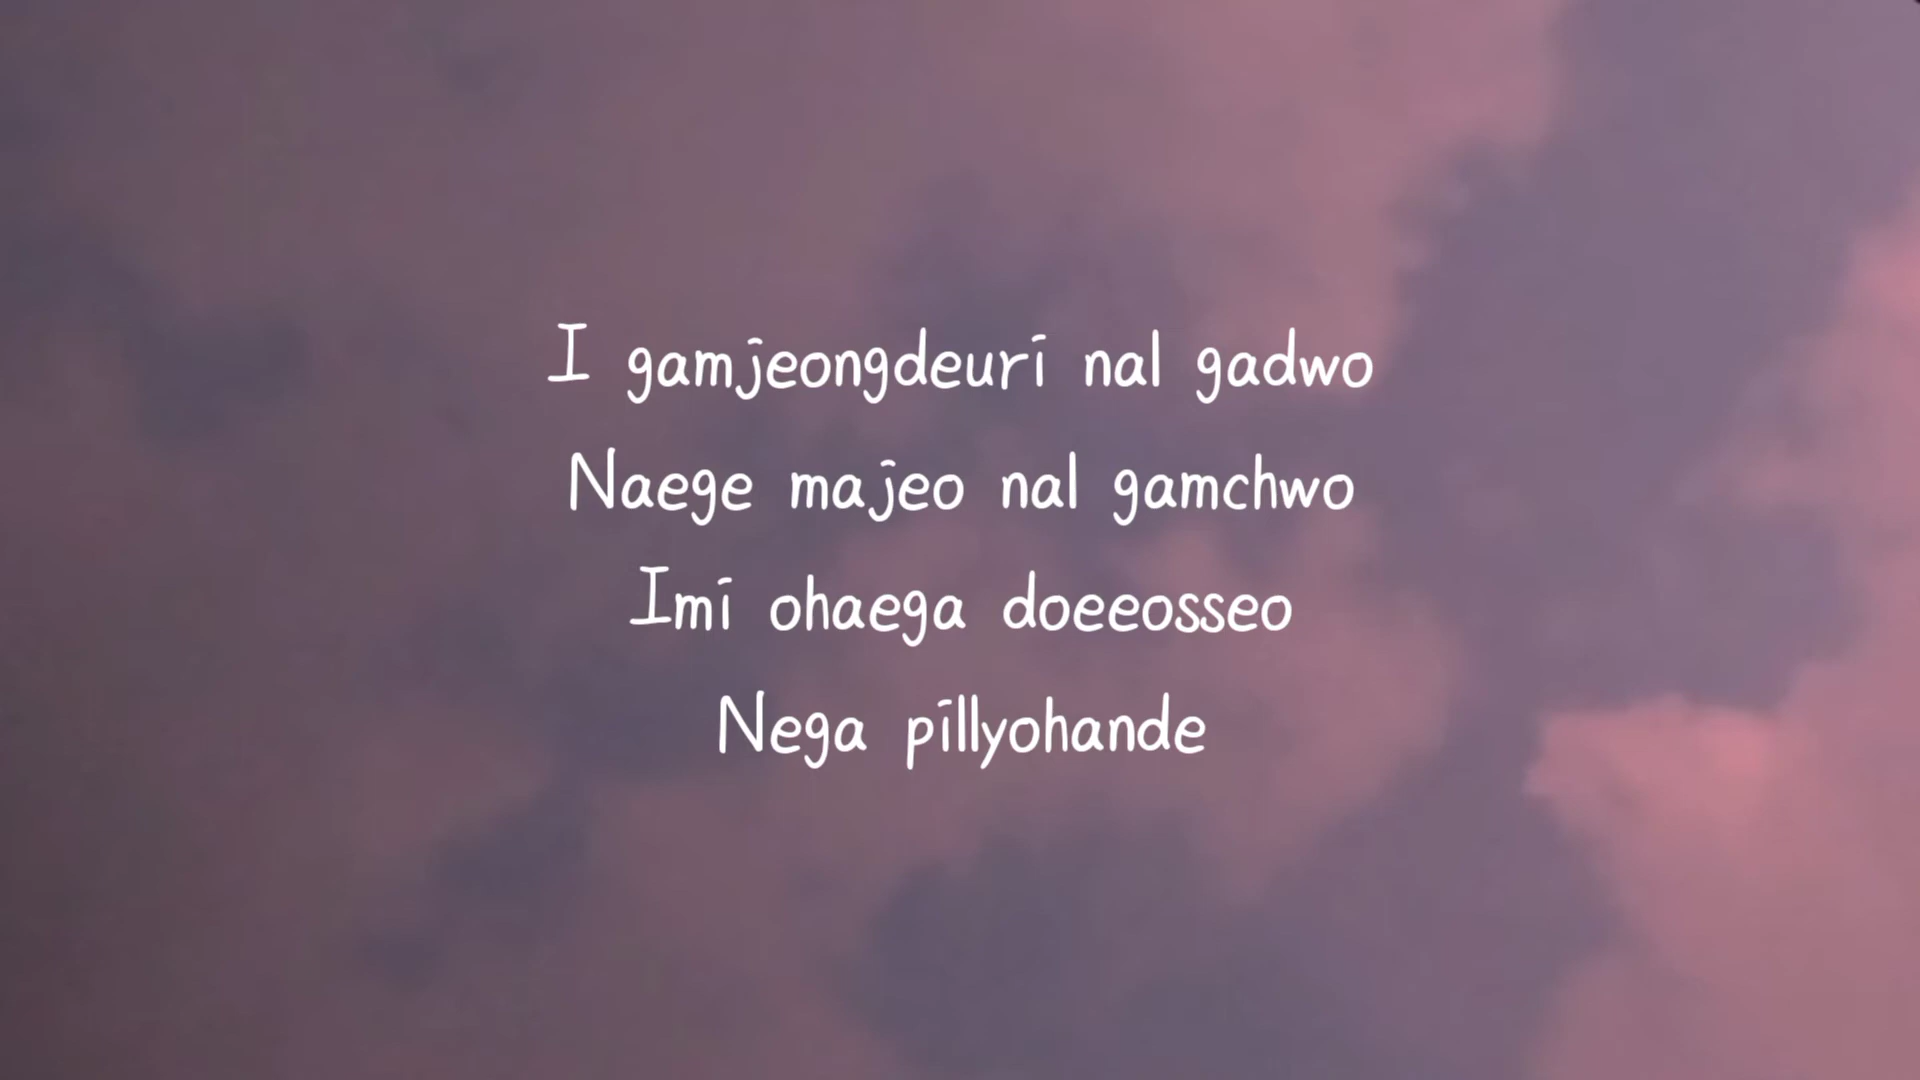 I gamjeongdeuri nal gadwo
Naege majeo nal gamchwo
Imi ohaega doeeosseo
Nega pillyohande